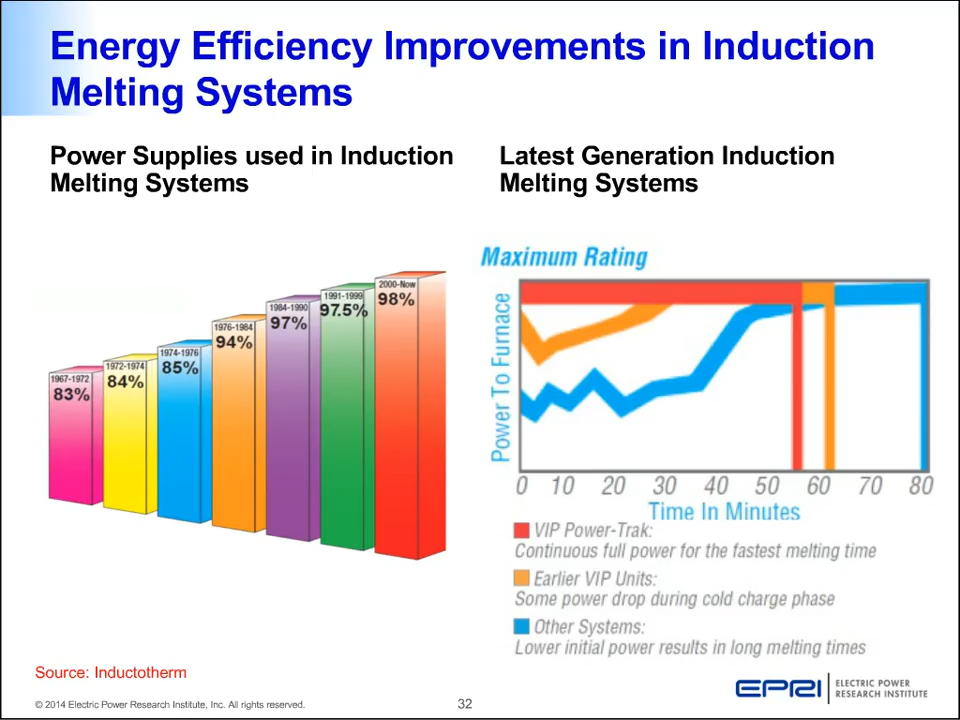 Energy Efficiency Improvements in Induction
Melting Systems
Power Supplies used in Induction
Melting Systems
1967-1972
83%
1972-1974
84%
1974-1976
85%
1976-1984
94%
1984-1990
97%
1991-1999
97.5%
2000-Now
98%
Latest Generation Induction
Melting Systems
Maximum Rating
Power To Furnace
0 10 20 30 40 50 60 70 80
Time In Minutes
VIP Power-Trak:
Continuous full power for the fastest melting time
Earlier VIP Units:
Some power drop during cold charge phase
Other Systems:
Lower initial power results in long melting times
Source: Inductotherm
© 2014 Electric Power Research Institute, Inc. All rights reserved.
32
EPRI
ELECTRIC POWER
RESEARCH INSTITUTE